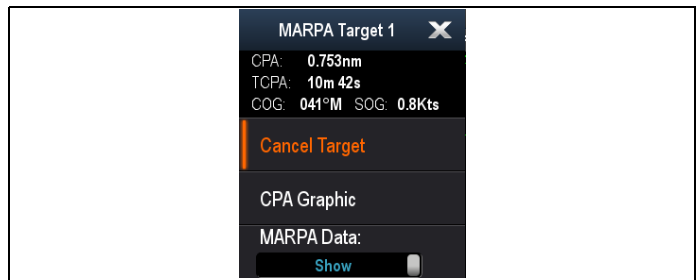 MARPA Target 1
CPA: 0.753nm
TCPA: 10m 42s
COG: 041°M SOG: 0.8Kts
Cancel Target
CPA Graphic
MARPA Data:
Show